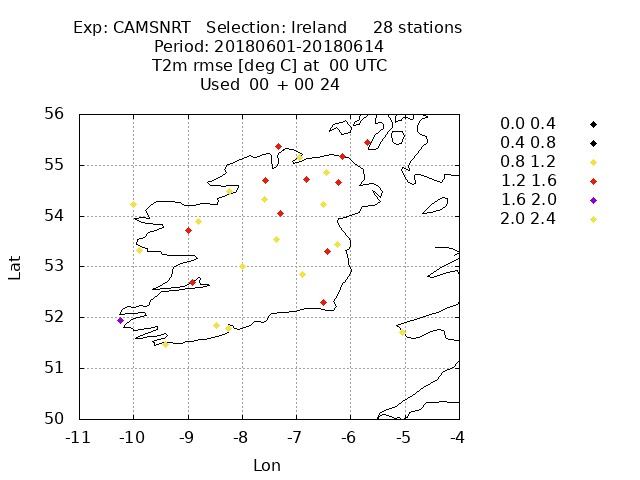 Exp: CAMSNRT   Selection: Ireland     28 stations
Period: 20180601-20180614
T2m rmse [deg C] at  00 UTC
Used  00 + 00 24
56
55
54
53
52
51
50
Lat
-11 -10 -9 -8 -7 -6 -5 -4
Lon
0.0 0.4
0.4 0.8
0.8 1.2
1.2 1.6
1.6 2.0
2.0 2.4